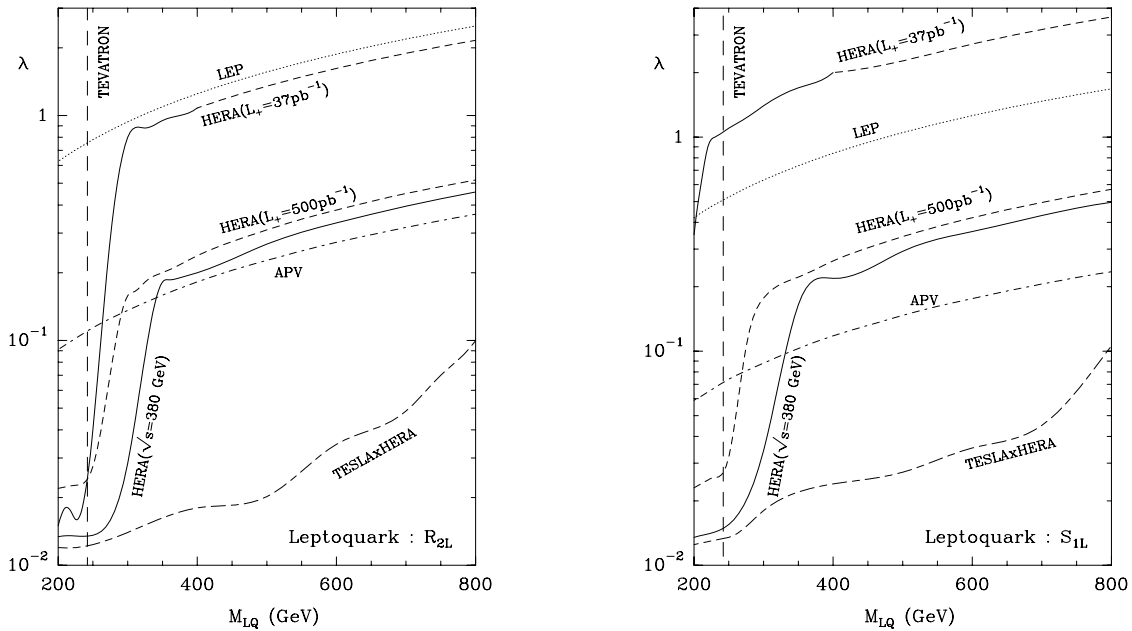 λ
TEVATRON
LEP
HERA(L₊=37pb⁻¹)
1
HERA(L₊=500pb⁻¹)
APV
10⁻¹
HERA(√s=380 GeV)
TESLAxHERA
Leptoquark : R₂L
10⁻²
200
400
600
800
M_LQ (GeV)
λ
TEVATRON
HERA(L₊=37pb⁻¹)
LEP
1
HERA(L₊=500pb⁻¹)
APV
10⁻¹
HERA(√s=380 GeV)
TESLAxHERA
Leptoquark : S₁L
10⁻²
200
400
600
800
M_LQ (GeV)